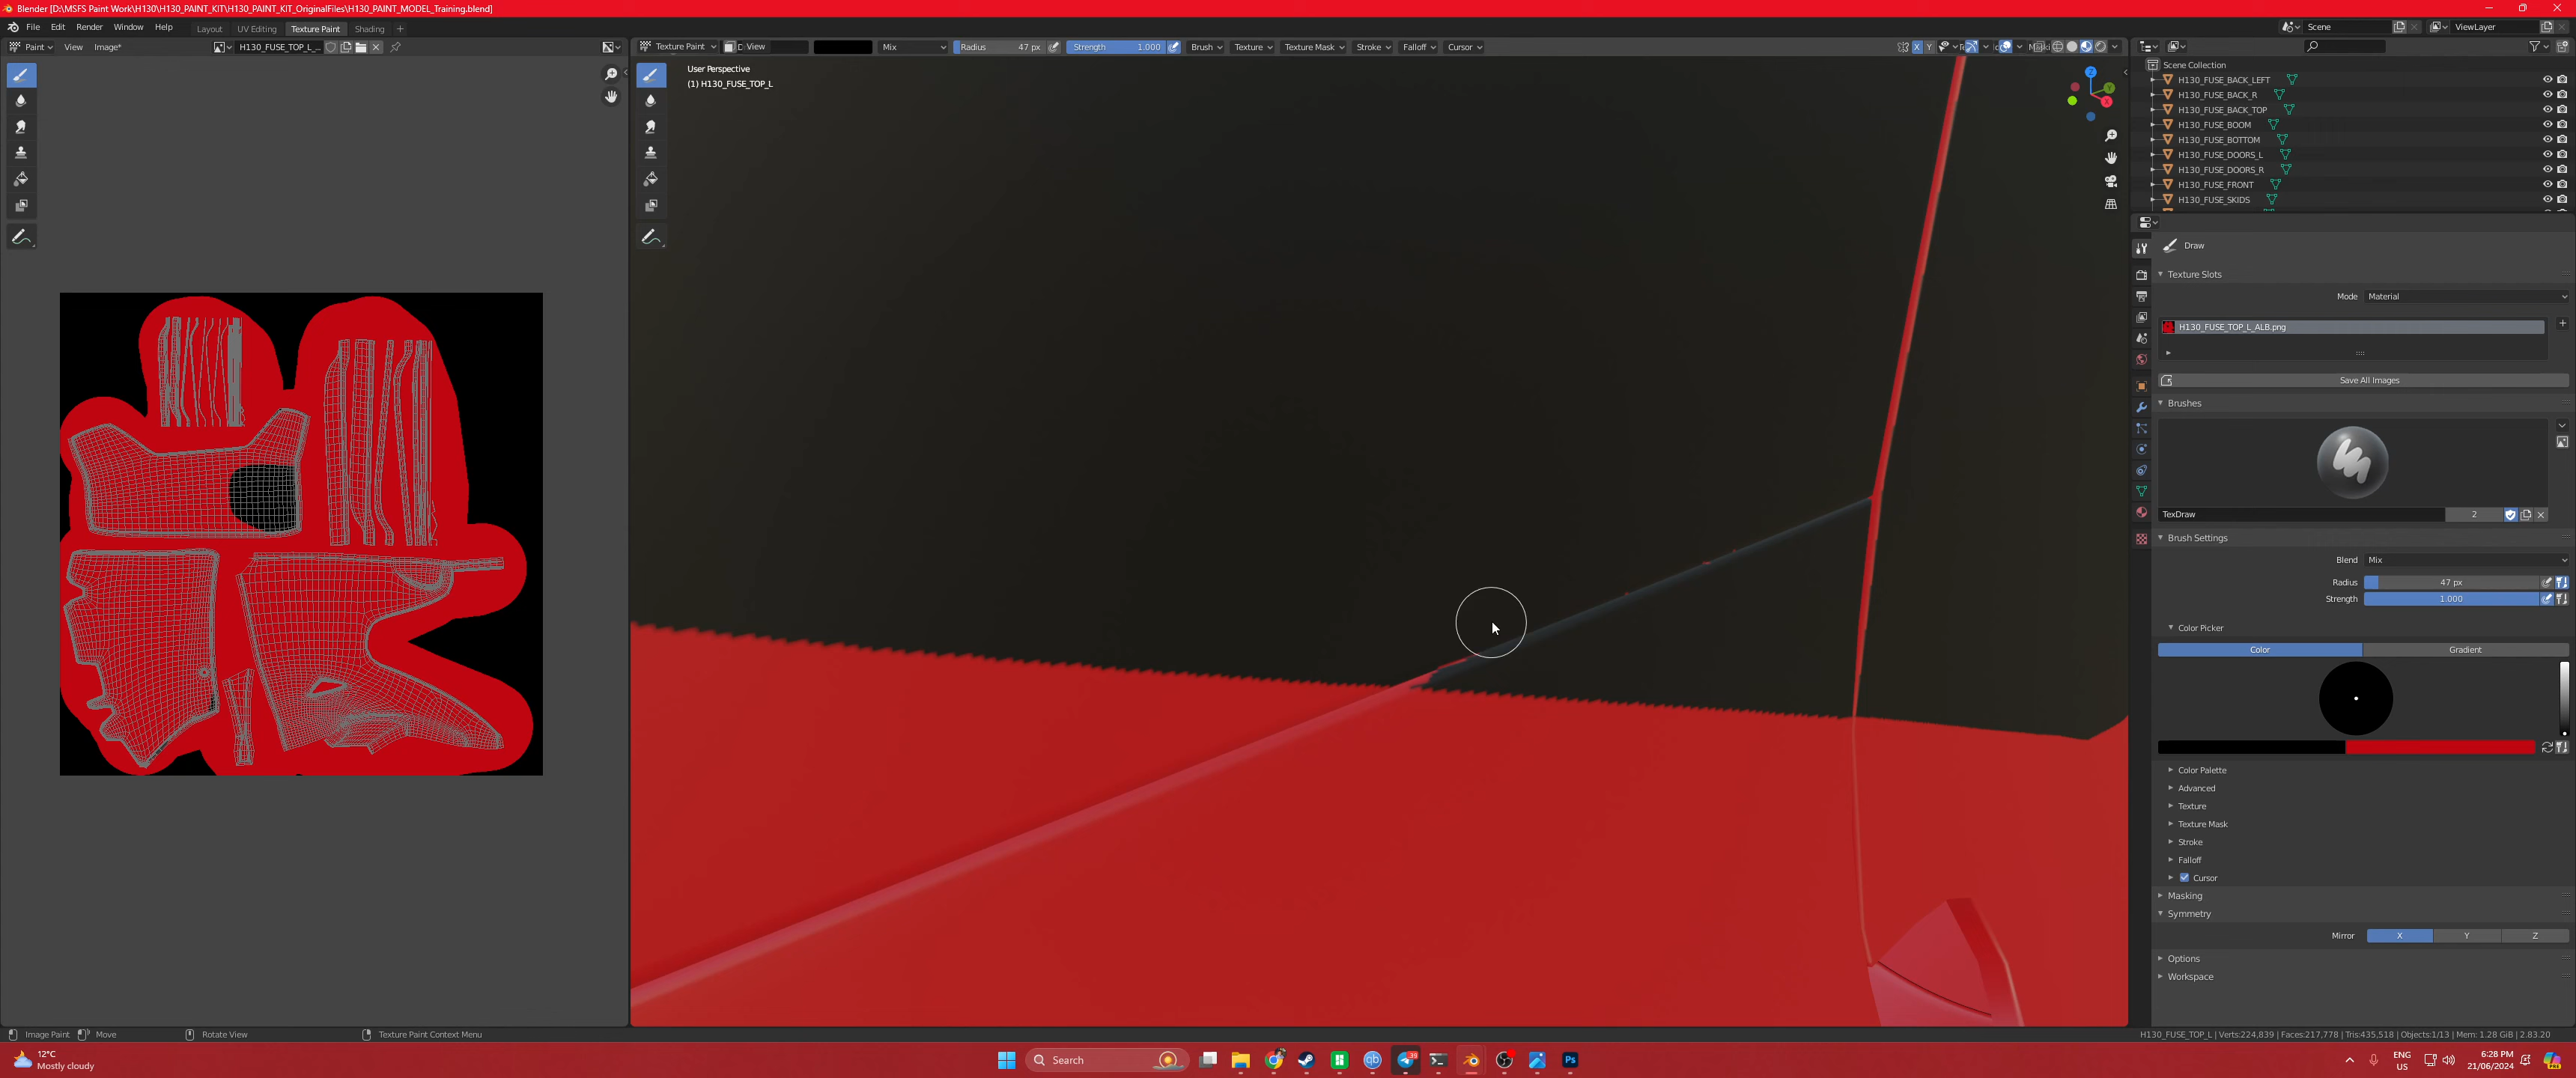 Blender [D:\MSFS Paint Work\H130\H130_PAINT_KIT\H130_PAINT_KIT_OriginalFiles\H130_PAINT_MODEL_Training.blend]
File Edit Render Window Help Layout UV Editing Texture Paint Shading + Scene ViewLayer
Paint View Image* H130_FUSE_TOP_L_... Texture Paint View Mix Radius 47 px Strength 1.000 Brush Texture Texture Mask Stroke Falloff Cursor X Y
User Perspective
(1) H130_FUSE_TOP_L
Z
Y
X
Scene Collection
H130_FUSE_BACK_LEFT
H130_FUSE_BACK_R
H130_FUSE_BACK_TOP
H130_FUSE_BOOM
H130_FUSE_BOTTOM
H130_FUSE_DOORS_L
H130_FUSE_DOORS_R
H130_FUSE_FRONT
H130_FUSE_SKIDS
Draw
Texture Slots
Mode Material
H130_FUSE_TOP_L_ALB.png
Save All Images
Brushes
TexDraw 2
Brush Settings
Blend Mix
Radius 47 px
Strength 1.000
Color Picker
Color Gradient
Color Palette
Advanced
Texture
Texture Mask
Stroke
Falloff
Cursor
Masking
Symmetry
Mirror X Y Z
Options
Workspace
Image Paint Move Rotate View Texture Paint Context Menu H130_FUSE_TOP_L | Verts:224,839 | Faces:217,778 | Tris:435,518 | Objects:1/13 | Mem: 1.28 GiB | 2.83.20
12°C
Mostly cloudy
Search
39
Ps
ENG
US
6:28 PM
21/06/2024